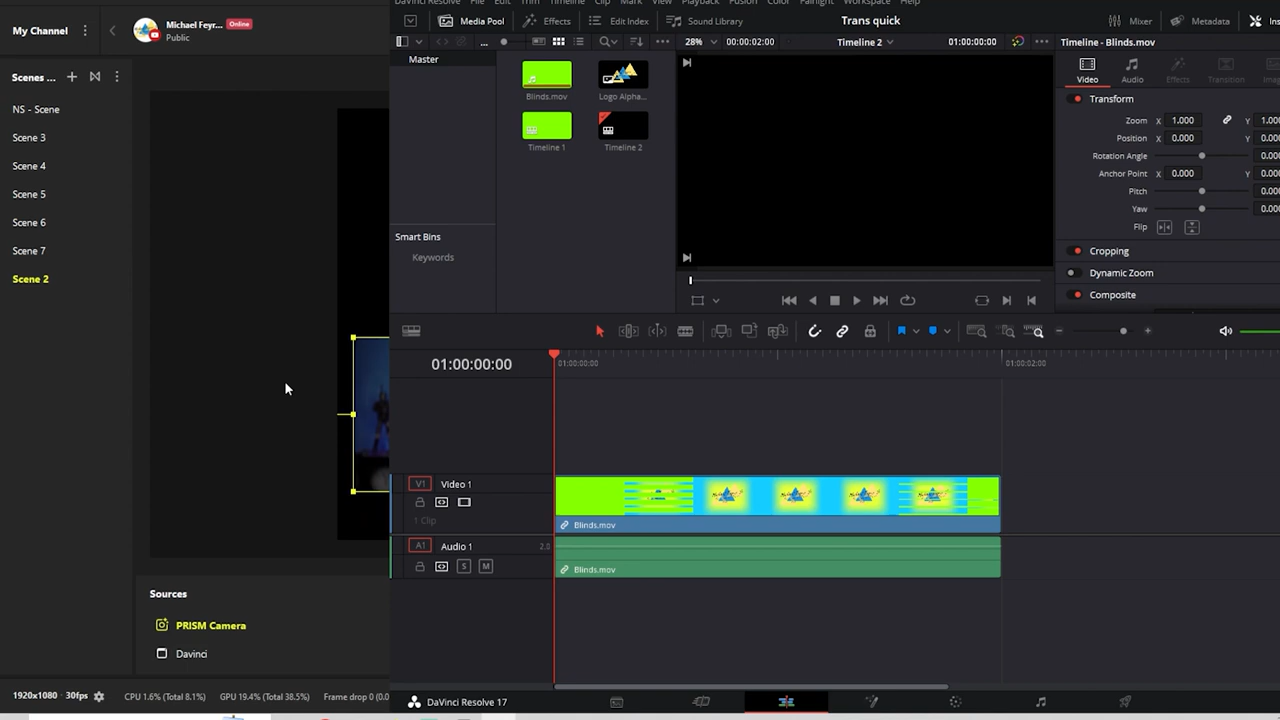 My Channel
Michael Feyr...
Online
Public
Scenes ...
NS - Scene
Scene 3
Scene 4
Scene 5
Scene 6
Scene 7
Scene 2
Sources
PRISM Camera
Davinci
1920x1080 · 30fps
CPU 1.6% (Total 8.1%)
GPU 19.4% (Total 38.5%)
Frame drop 0 (0.0
DaVinci Resolve File Edit Trim Timeline Clip Mark View Playback Fusion Color Fairlight Workspace Help
Media Pool
Effects
Edit Index
Sound Library
Trans quick
Mixer
Metadata
Ins
28%
00:00:02:00
Timeline 2
01:00:00:00
Timeline - Blinds.mov
Master
Blinds.mov
Logo Alpha...
Timeline 1
Timeline 2
Smart Bins
Keywords
Video
Audio
Effects
Transition
Imag
Transform
Zoom X 1.000 Y 1.000
Position X 0.000 Y 0.000
Rotation Angle 0.000
Anchor Point X 0.000 Y 0.000
Pitch 0.000
Yaw 0.000
Flip
Cropping
Dynamic Zoom
Composite
01:00:00:00
01:00:00:00
01:00:02:00
V1 Video 1
1 Clip
Blinds.mov
A1 Audio 1 2.0
S M
Blinds.mov
DaVinci Resolve 17